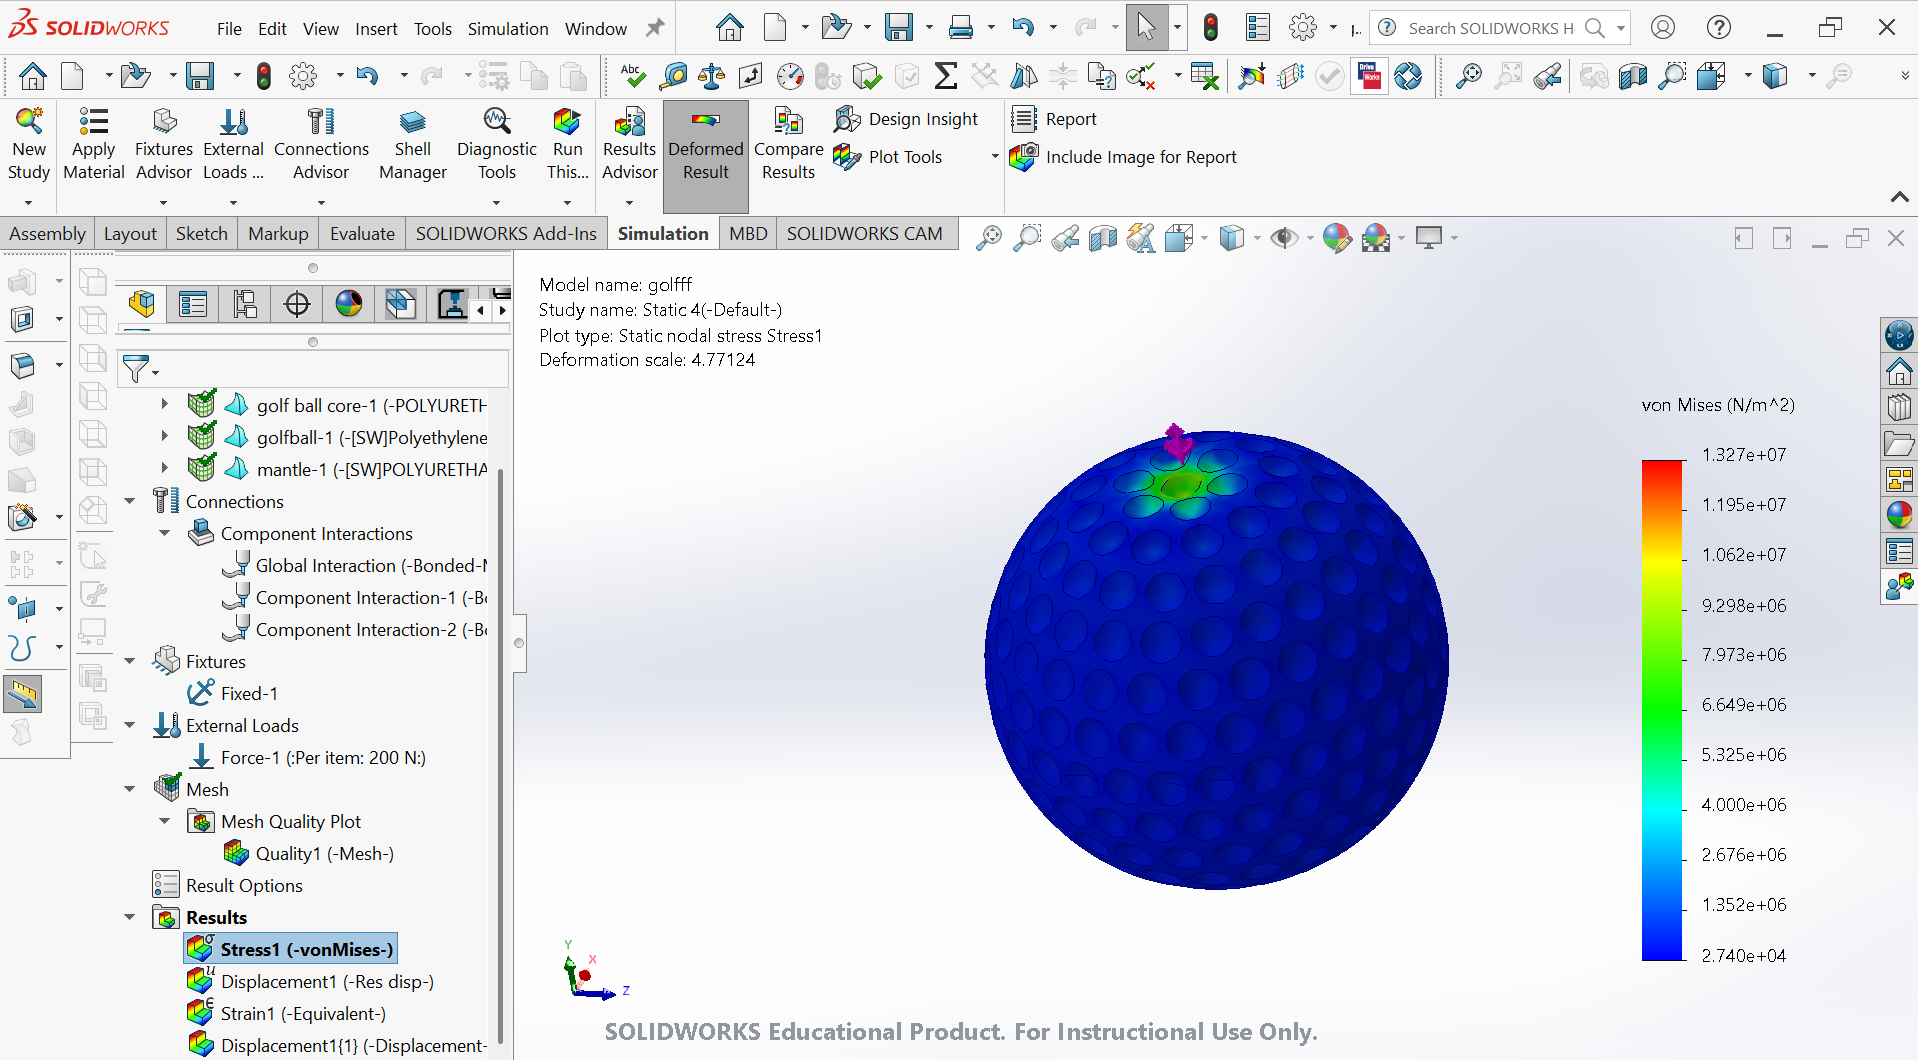 SOLIDWORKS
File Edit View Insert Tools Simulation Window
J..
Search SOLIDWORKS H
Abc
Drive Works
New Study
Apply Material
Fixtures Advisor
External Loads ...
Connections Advisor
Shell Manager
Diagnostic Tools
Run This...
Results Advisor
Deformed Result
Compare Results
Design Insight
Plot Tools
Report
Include Image for Report
Assembly Layout Sketch Markup Evaluate SOLIDWORKS Add-Ins Simulation MBD SOLIDWORKS CAM
Model name: golfff
Study name: Static 4(-Default-)
Plot type: Static nodal stress Stress1
Deformation scale: 4.77124
golf ball core-1 (-POLYURETH
golfball-1 (-[SW]Polyethylene
mantle-1 (-[SW]POLYURETHA
Connections
Component Interactions
Global Interaction (-Bonded-M
Component Interaction-1 (-Bo
Component Interaction-2 (-Bo
Fixtures
Fixed-1
External Loads
Force-1 (:Per item: 200 N:)
Mesh
Mesh Quality Plot
Quality1 (-Mesh-)
Result Options
Results
Stress1 (-vonMises-)
Displacement1 (-Res disp-)
Strain1 (-Equivalent-)
Displacement1{1} (-Displacement-
von Mises (N/m^2)
1.327e+07
1.195e+07
1.062e+07
9.298e+06
7.973e+06
6.649e+06
5.325e+06
4.000e+06
2.676e+06
1.352e+06
2.740e+04
Y
X
Z
SOLIDWORKS Educational Product. For Instructional Use Only.